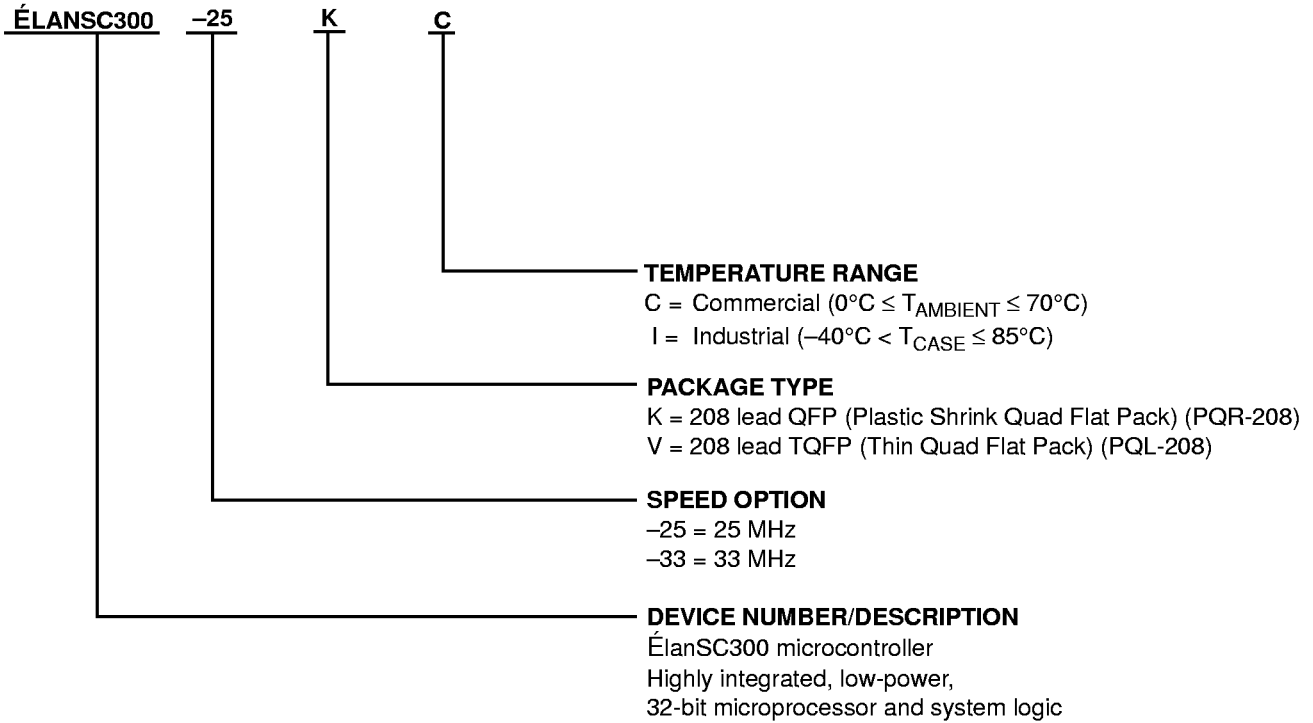 ÉLANSC300 –25 K C
TEMPERATURE RANGE
C = Commercial (0°C ≤ TAMBIENT ≤ 70°C)
I = Industrial (–40°C < TCASE ≤ 85°C)
PACKAGE TYPE
K = 208 lead QFP (Plastic Shrink Quad Flat Pack) (PQR-208)
V = 208 lead TQFP (Thin Quad Flat Pack) (PQL-208)
SPEED OPTION
–25 = 25 MHz
–33 = 33 MHz
DEVICE NUMBER/DESCRIPTION
ÉlanSC300 microcontroller
Highly integrated, low-power,
32-bit microprocessor and system logic